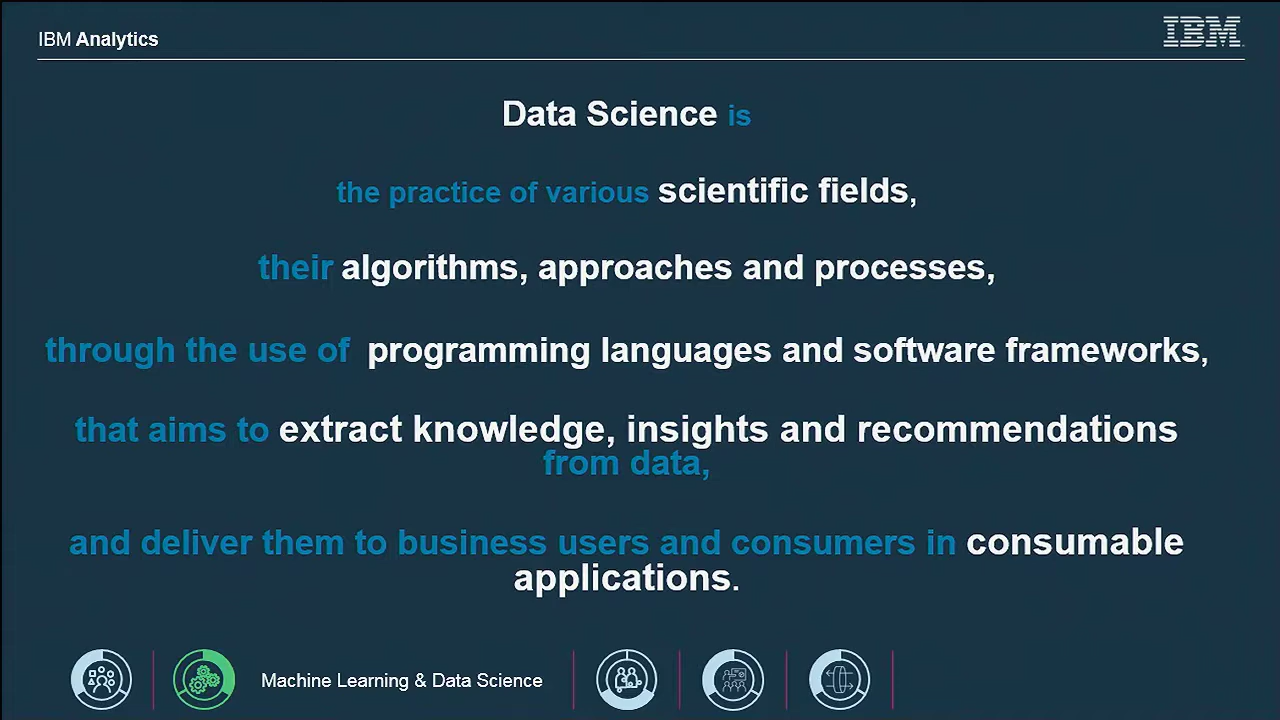 IBM Analytics
IBM
Data Science is
the practice of various scientific fields,
their algorithms, approaches and processes,
through the use of programming languages and software frameworks,
that aims to extract knowledge, insights and recommendations
from data,
and deliver them to business users and consumers in consumable
applications.
Machine Learning & Data Science